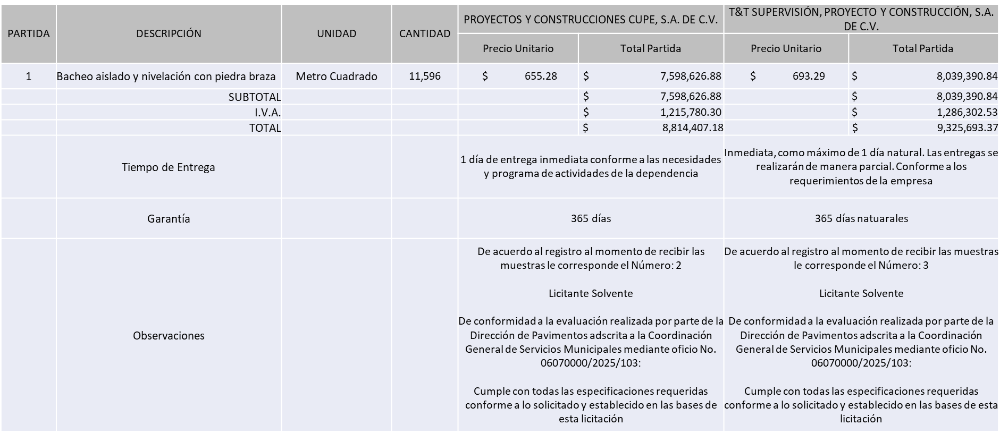 PARTIDA
DESCRIPCIÓN
UNIDAD
CANTIDAD
PROYECTOS Y CONSTRUCCIONES CUPE, S.A. DE C.V.
T&T SUPERVISIÓN, PROYECTO Y CONSTRUCCIÓN, S.A.
DE C.V.
Precio Unitario
Total Partida
Precio Unitario
Total Partida
1 Bacheo aislado y nivelación con piedra braza Metro Cuadrado 11,596 $ 655.28 $ 7,598,626.88 $ 693.29 $ 8,039,390.84
SUBTOTAL $ 7,598,626.88 $ 8,039,390.84
I.V.A. $ 1,215,780.30 $ 1,286,302.53
TOTAL $ 8,814,407.18 $ 9,325,693.37
Tiempo de Entrega
1 día de entrega inmediata conforme a las necesidades
y programa de actividades de la dependencia
Inmediata, como máximo de 1 día natural. Las entregas se
realizarán de manera parcial. Conforme a los
requerimientos de la empresa
Garantía
365 días
365 días natuarales
Observaciones
De acuerdo al registro al momento de recibir las
muestras le corresponde el Número: 2
Licitante Solvente
De conformidad a la evaluación realizada por parte de la
Dirección de Pavimentos adscrita a la Coordinación
General de Servicios Municipales mediante oficio No.
06070000/2025/103:
Cumple con todas las especificaciones requeridas
conforme a lo solicitado y establecido en las bases de
esta licitación
De acuerdo al registro al momento de recibir las muestras
le corresponde el Número: 3
Licitante Solvente
De conformidad a la evaluación realizada por parte de la
Dirección de Pavimentos adscrita a la Coordinación
General de Servicios Municipales mediante oficio No.
06070000/2025/103:
Cumple con todas las especificaciones requeridas
conforme a lo solicitado y establecido en las bases de esta
licitación